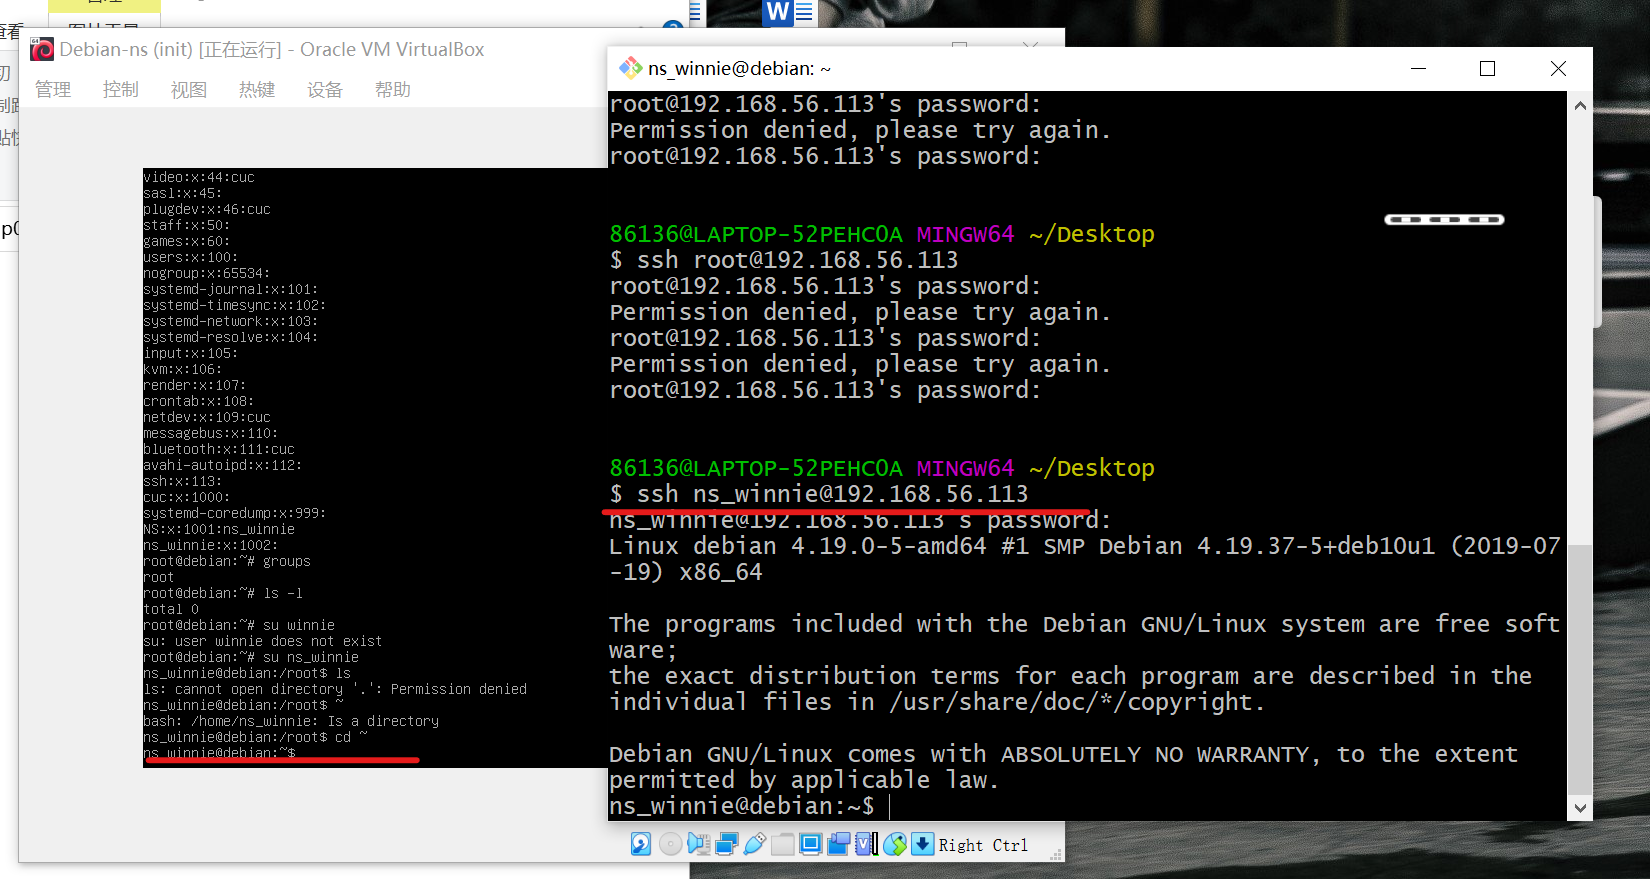 查看
Debian-ns (init) [正在运行] - Oracle VM VirtualBox
管理 控制 视图 热键 设备 帮助
video:x:44:cuc
sasl:x:45:
plugdev:x:46:cuc
staff:x:50:
games:x:60:
users:x:100:
nogroup:x:65534:
systemd-journal:x:101:
systemd-timesync:x:102:
systemd-network:x:103:
systemd-resolve:x:104:
input:x:105:
kvm:x:106:
render:x:107:
crontab:x:108:
netdev:x:109:cuc
messagebus:x:110:
bluetooth:x:111:cuc
avahi-autoipd:x:112:
ssh:x:113:
cuc:x:1000:
systemd-coredump:x:999:
NS:x:1001:ns_winnie
ns_winnie:x:1002:
root@debian:~# groups
root
root@debian:~# ls -l
total 0
root@debian:~# su winnie
su: user winnie does not exist
root@debian:~# su ns_winnie
ns_winnie@debian:/root$ ls
ls: cannot open directory '.': Permission denied
ns_winnie@debian:/root$ ~
bash: /home/ns_winnie: Is a directory
ns_winnie@debian:/root$ cd ~
ns_winnie@debian:~$
Right Ctrl
ns_winnie@debian: ~
root@192.168.56.113's password:
Permission denied, please try again.
root@192.168.56.113's password:
86136@LAPTOP-52PEHC0A MINGW64 ~/Desktop
$ ssh root@192.168.56.113
root@192.168.56.113's password:
Permission denied, please try again.
root@192.168.56.113's password:
Permission denied, please try again.
root@192.168.56.113's password:
86136@LAPTOP-52PEHC0A MINGW64 ~/Desktop
$ ssh ns_winnie@192.168.56.113
ns_winnie@192.168.56.113's password:
Linux debian 4.19.0-5-amd64 #1 SMP Debian 4.19.37-5+deb10u1 (2019-07
-19) x86_64
The programs included with the Debian GNU/Linux system are free soft
ware;
the exact distribution terms for each program are described in the
individual files in /usr/share/doc/*/copyright.
Debian GNU/Linux comes with ABSOLUTELY NO WARRANTY, to the extent
permitted by applicable law.
ns_winnie@debian:~$